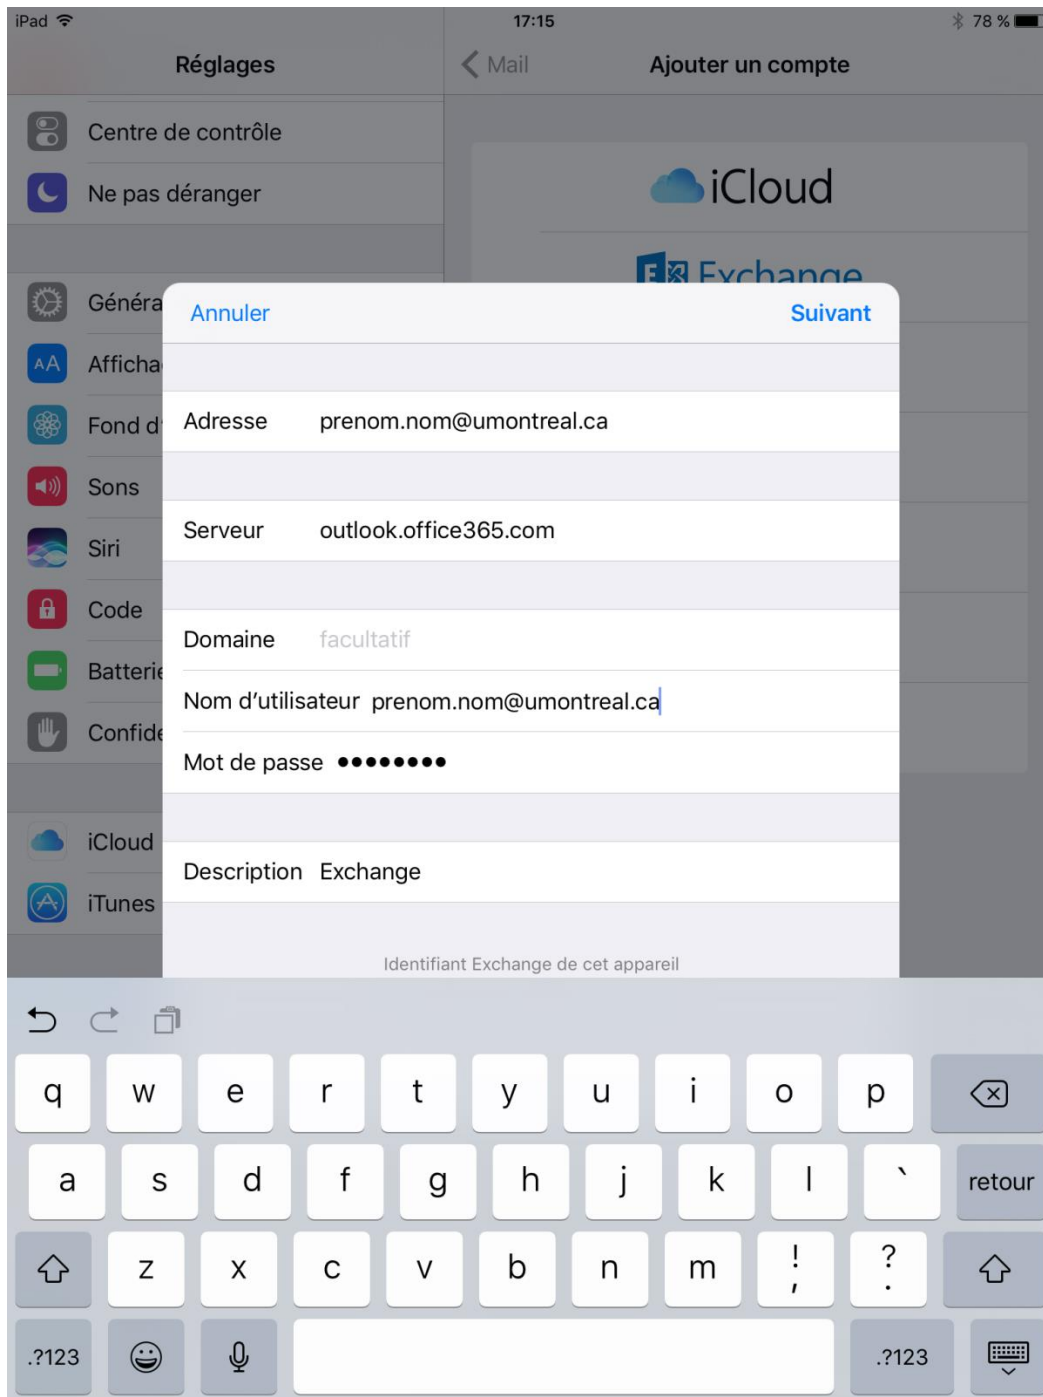 iPad 17:15 78 %
Réglages
Mail Ajouter un compte
Centre de contrôle
Ne pas déranger
iCloud
Exchange
Généra
Afficha
Fond d'
Sons
Siri
Code
Batterie
Confide
iCloud
iTunes
Annuler Suivant
Adresse prenom.nom@umontreal.ca
Serveur outlook.office365.com
Domaine facultatif
Nom d’utilisateur prenom.nom@umontreal.ca
Mot de passe ••••••••
Description Exchange
Identifiant Exchange de cet appareil
q w e r t y u i o p
a s d f g h j k l ` retour
z x c v b n m ! , ? .
.?123 .?123